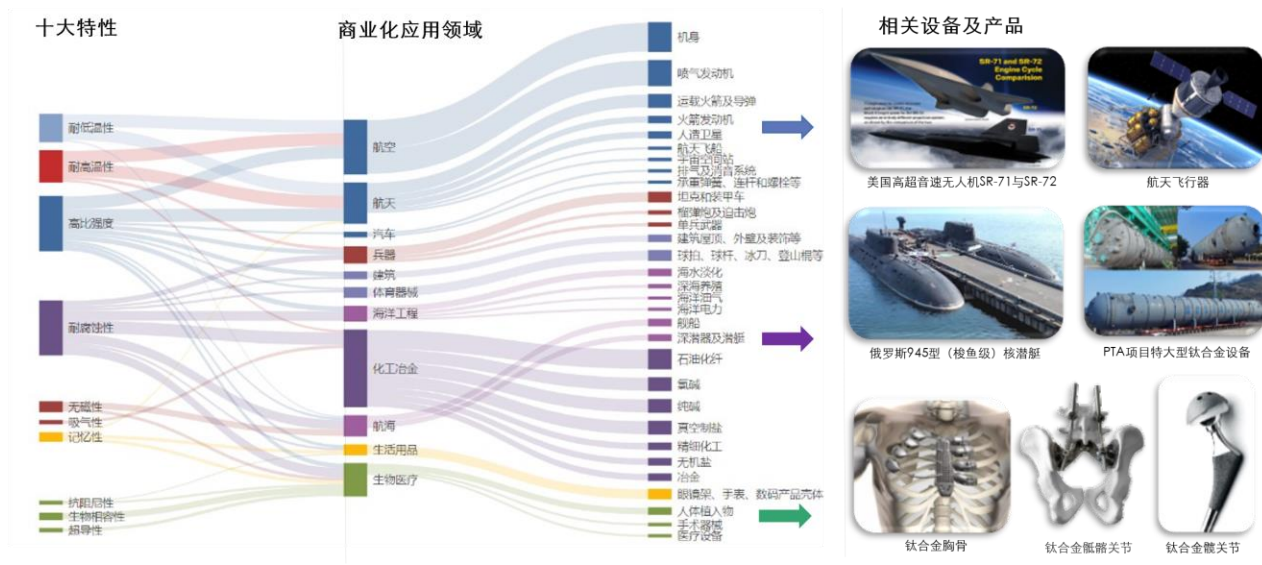 十大特性
耐低温性
耐高温性
高比强度
耐腐蚀性
无磁性
吸气性
记忆性
抗阻尼性
生物相容性
超导性
商业化应用领域
航空
航天
汽车
兵器
建筑
体育器械
海洋工程
化工冶金
航海
生活用品
生物医疗
机身
喷气发动机
运载火箭及导弹
火箭发动机
人造卫星
航天飞船
宇宙空间站
排气及消音系统
承重弹簧、连杆和螺栓等
坦克和装甲车
榴弹炮及迫击炮
单兵武器
建筑屋顶、外壁及装饰等
球拍、球杆、冰刀、登山棍等
海水淡化
深海养殖
海洋油气
海洋电力
舰船
深潜器及潜艇
石油化纤
氯碱
纯碱
真空制盐
精细化工
无机盐
冶金
眼镜架、手表、数码产品壳体
人体植入物
手术器械
医疗设备
相关设备及产品
SR-71 and SR-72
Engine Cycle
Comparision
美国高超音速无人机SR-71与SR-72
航天飞行器
俄罗斯945型（梭鱼级）核潜艇
PTA项目特大型钛合金设备
钛合金胸骨
钛合金骶髂关节
钛合金髋关节